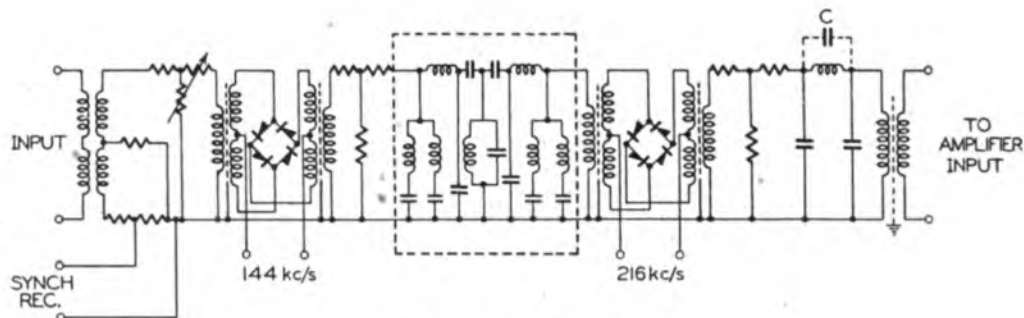 C
INPUT
TO
AMPLIFIER
INPUT
SYNCH
REC.
144 kc/s
216 kc/s